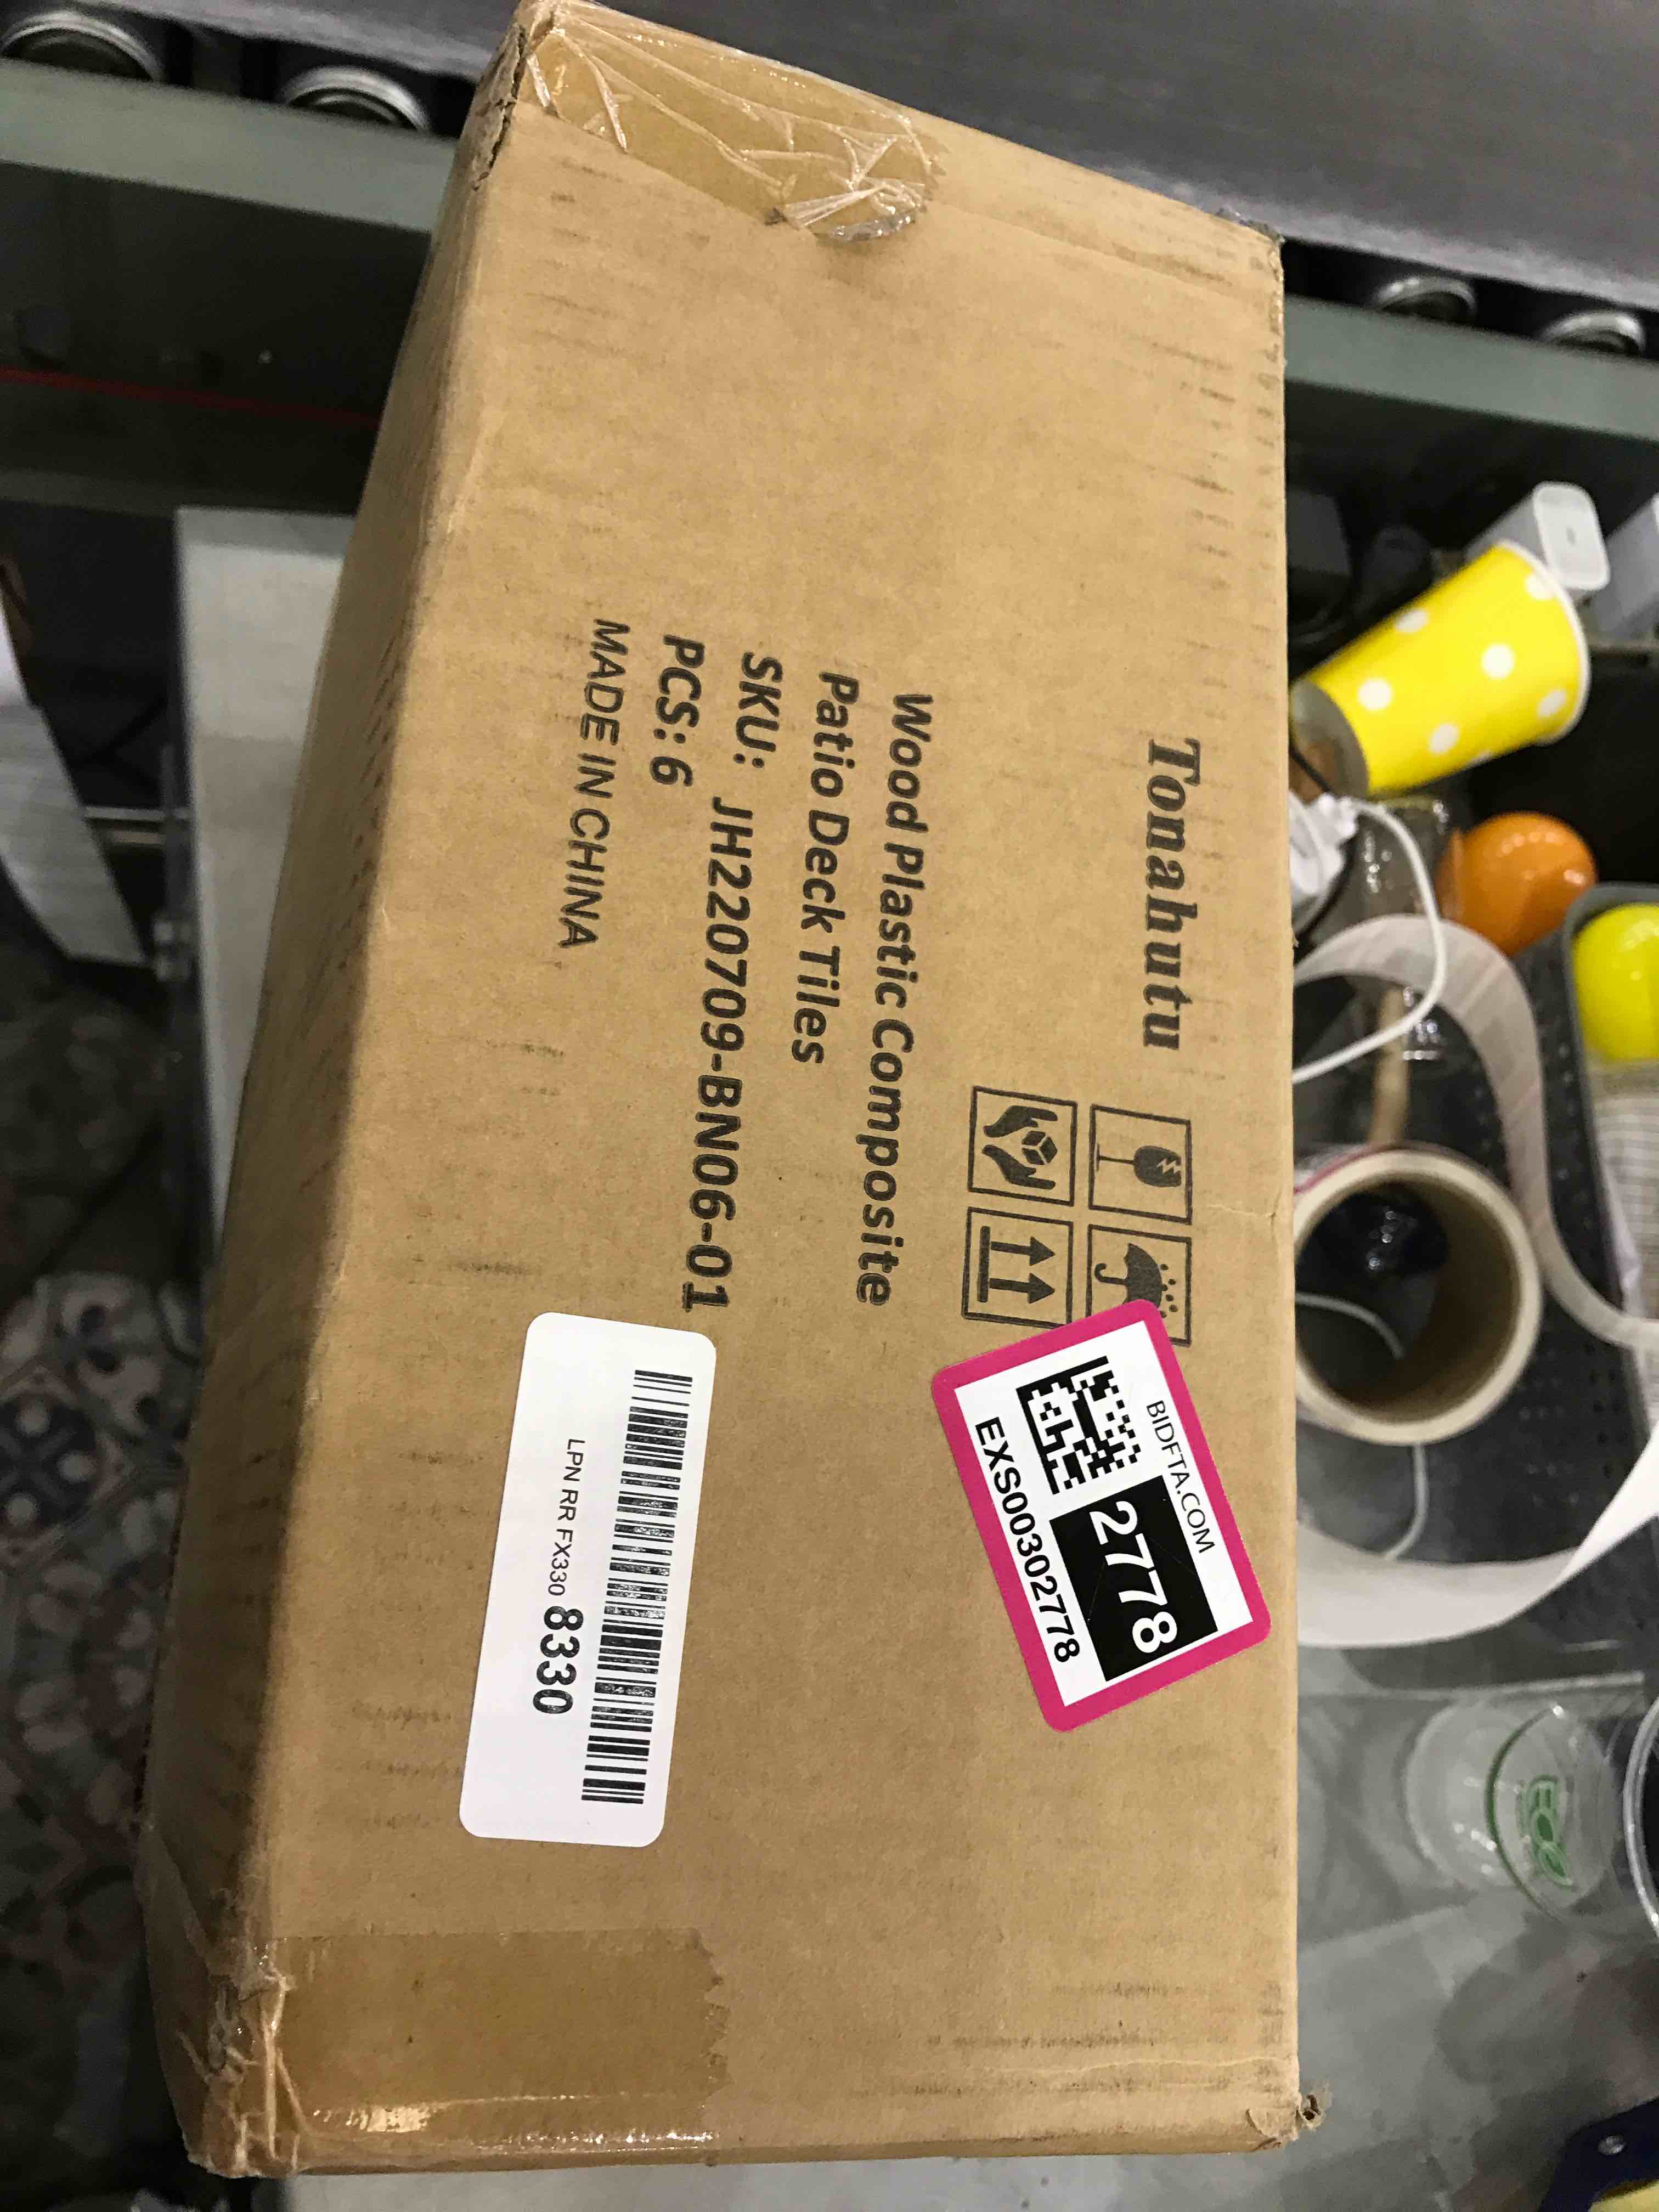 Tonahutu
Wood Plastic Composite
Patio Deck Tiles
SKU: JH220709-BN06-01
PCS: 6
MADE IN CHINA
BIDFTA.COM
2778
EXS00302778
LPN RR FX330 8330
ECO